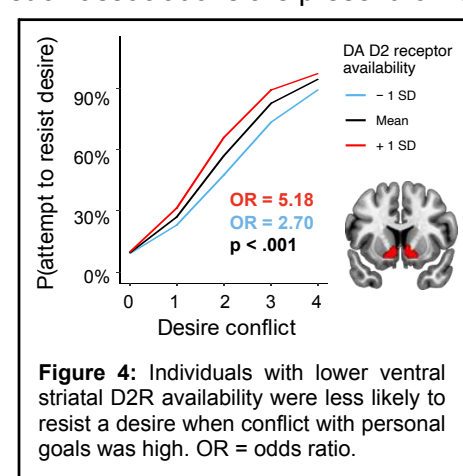 DA D2 receptor
availability
− 1 SD
Mean
+ 1 SD
P(attempt to resist desire)
90%
60%
30%
0%
OR = 5.18
OR = 2.70
p < .001
0 1 2 3 4
Desire conflict
Figure 4: Individuals with lower ventral
striatal D2R availability were less likely to
resist a desire when conflict with personal
goals was high. OR = odds ratio.